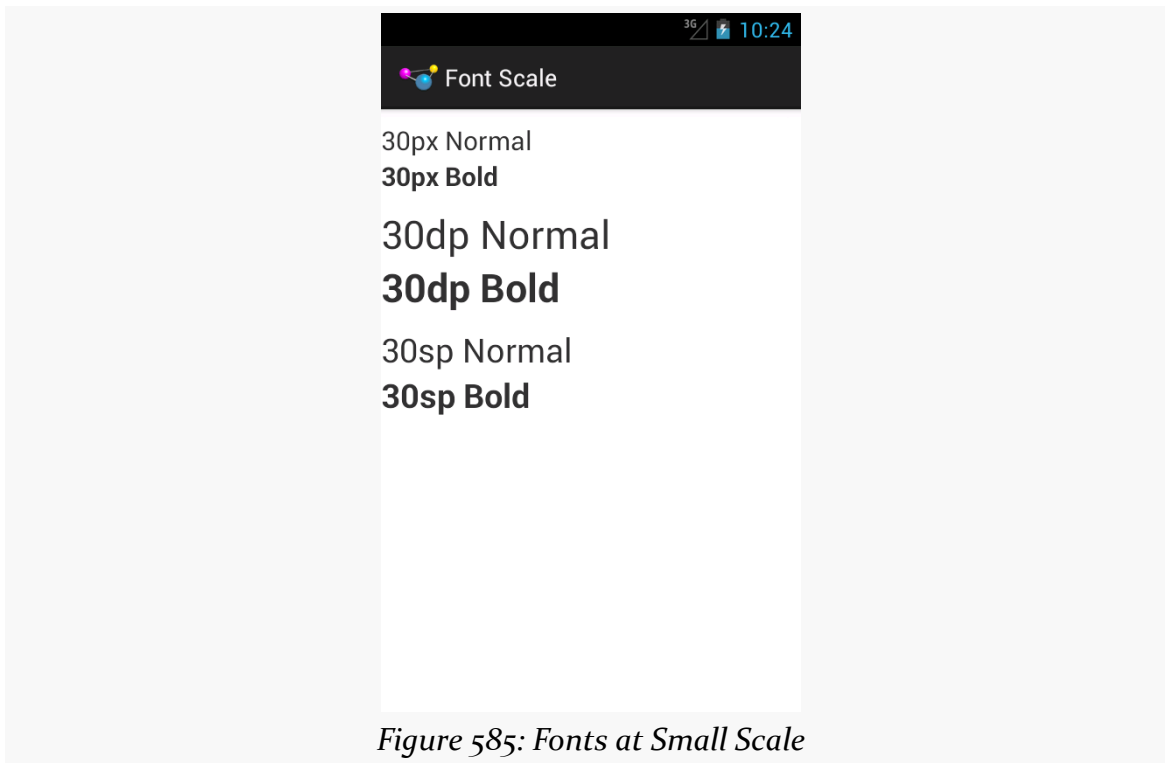 3G 10:24
Font Scale
30px Normal
30px Bold
30dp Normal
30dp Bold
30sp Normal
30sp Bold
Figure 585: Fonts at Small Scale